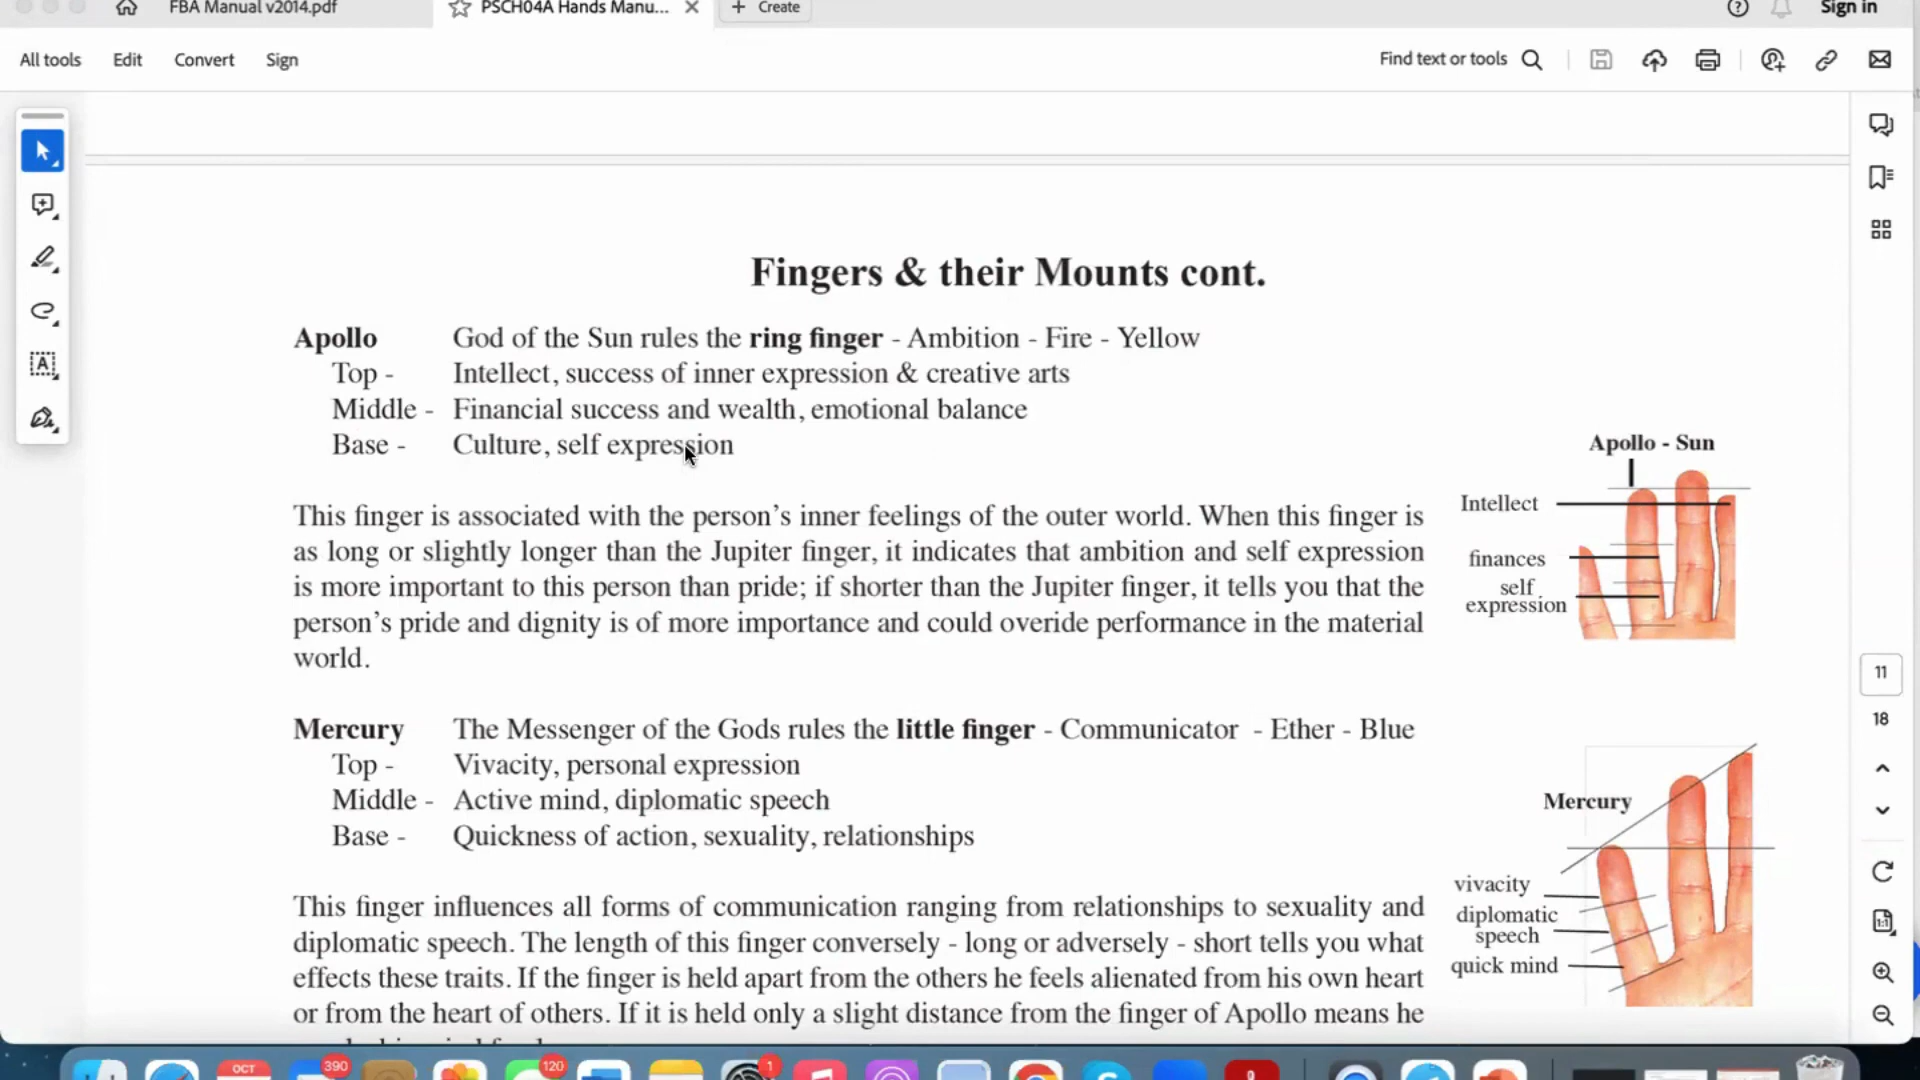 FBA Manual v2014.pdf
PSCH04A Hands Manu...
Create
Sign in
All tools
Edit
Convert
Sign
Find text or tools
Fingers & their Mounts cont.
Apollo God of the Sun rules the ring finger - Ambition - Fire - Yellow
Top - Intellect, success of inner expression & creative arts
Middle - Financial success and wealth, emotional balance
Base - Culture, self expression
Apollo - Sun
Intellect
finances
self
expression
This finger is associated with the person's inner feelings of the outer world. When this finger is
as long or slightly longer than the Jupiter finger, it indicates that ambition and self expression
is more important to this person than pride; if shorter than the Jupiter finger, it tells you that the
person's pride and dignity is of more importance and could overide performance in the material
world.
11
18
Mercury The Messenger of the Gods rules the little finger - Communicator - Ether - Blue
Top - Vivacity, personal expression
Middle - Active mind, diplomatic speech
Base - Quickness of action, sexuality, relationships
Mercury
vivacity
diplomatic
speech
quick mind
This finger influences all forms of communication ranging from relationships to sexuality and
diplomatic speech. The length of this finger conversely - long or adversely - short tells you what
effects these traits. If the finger is held apart from the others he feels alienated from his own heart
or from the heart of others. If it is held only a slight distance from the finger of Apollo means he
OCT
390
120
1